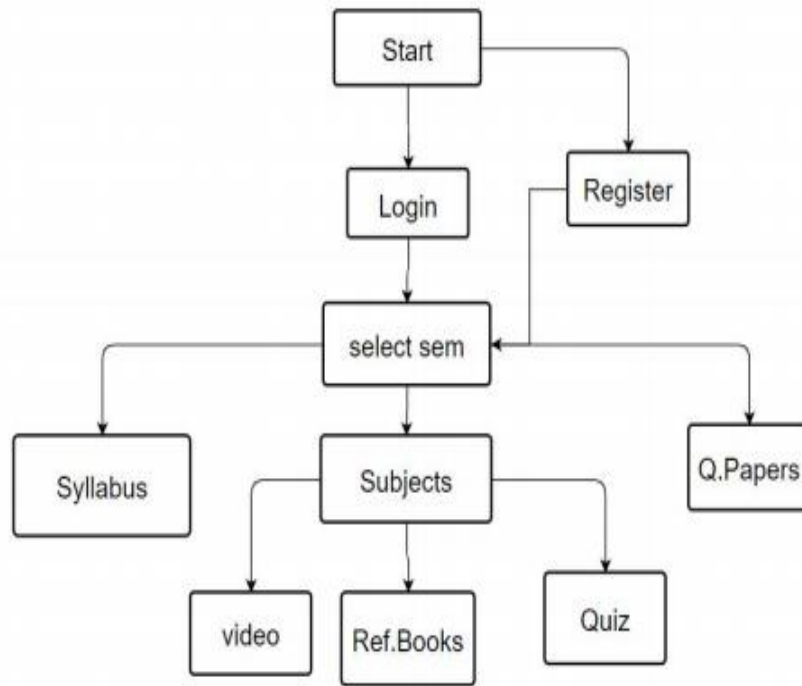 Start
Register
Login
select sem
Syllabus
Subjects
Q.Papers
video
Ref.Books
Quiz